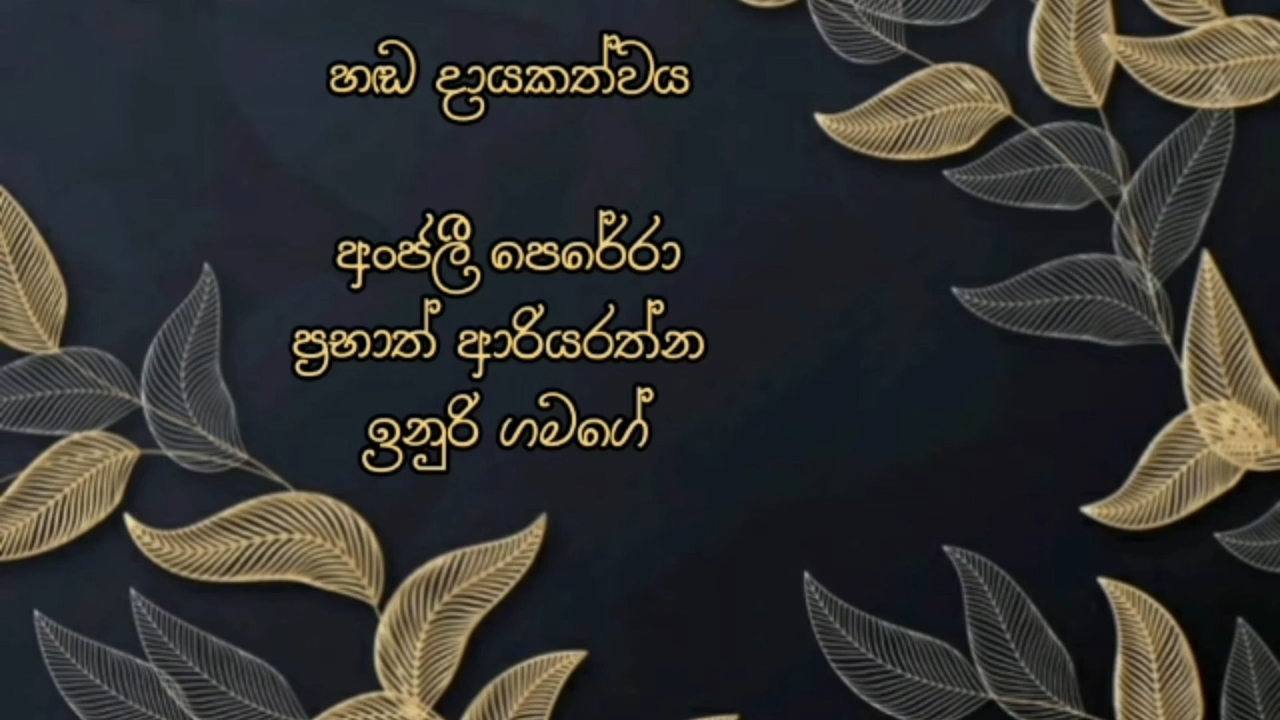 හඬ දායකත්වය
අංජලී පෙරේරා
ප්‍රභාත් ආරියරත්න
ඉනුරි ගමගේ